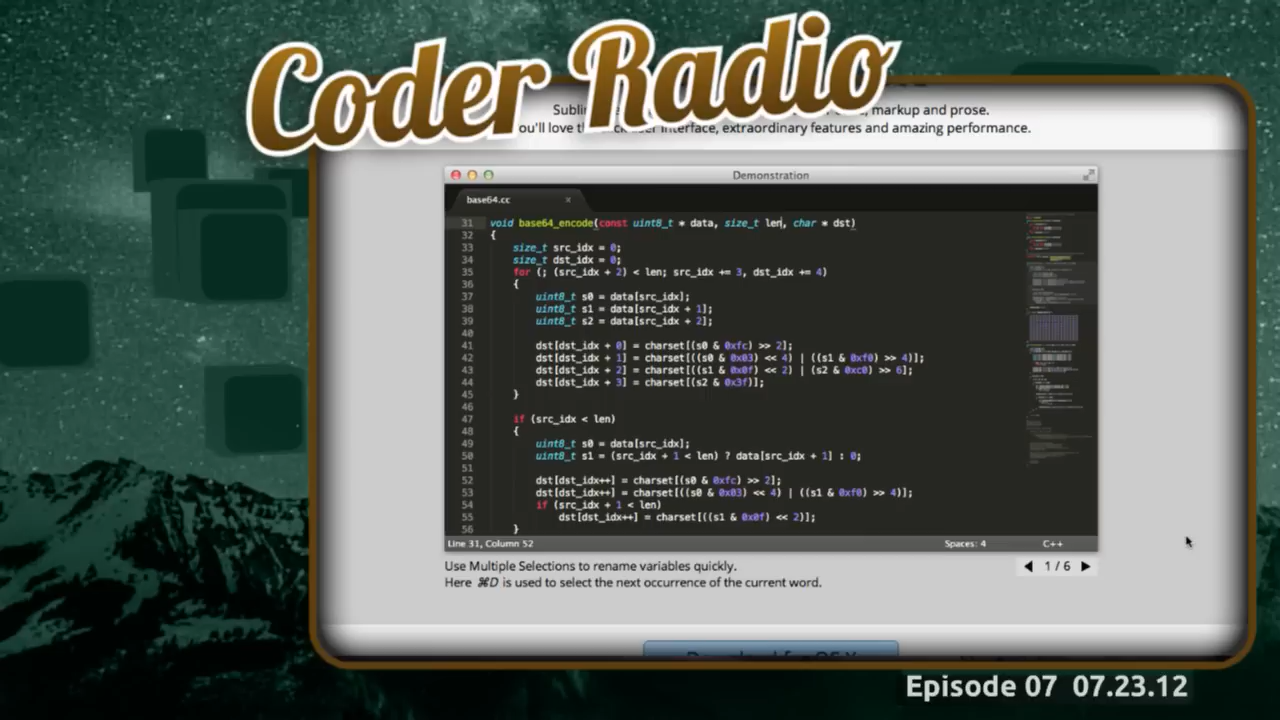 Coder Radio
markup and prose.
interface, extraordinary features and amazing performance.
Demonstration
base64.cc
31 void base64_encode(const uint8_t * data, size_t len, char * dst)
32 {
33 size_t src_idx = 0;
34 size_t dst_idx = 0;
35 for (; (src_idx + 2) < len; src_idx += 3, dst_idx += 4)
36 {
37 uint8_t s0 = data[src_idx];
38 uint8_t s1 = data[src_idx + 1];
39 uint8_t s2 = data[src_idx + 2];
40
41 dst[dst_idx + 0] = charset[(s0 & 0xfc) >> 2];
42 dst[dst_idx + 1] = charset[((s0 & 0x03) << 4) | ((s1 & 0xf0) >> 4)];
43 dst[dst_idx + 2] = charset[((s1 & 0x0f) << 2) | (s2 & 0xc0) >> 6];
44 dst[dst_idx + 3] = charset[(s2 & 0x3f)];
45 }
46
47 if (src_idx < len)
48 {
49 uint8_t s0 = data[src_idx];
50 uint8_t s1 = (src_idx + 1 < len) ? data[src_idx + 1] : 0;
51
52 dst[dst_idx++] = charset[(s0 & 0xfc) >> 2];
53 dst[dst_idx++] = charset[((s0 & 0x03) << 4) | ((s1 & 0xf0) >> 4)];
54 if (src_idx + 1 < len)
55 dst[dst_idx++] = charset[((s1 & 0x0f) << 2)];
56 }
Line 31, Column 52 Spaces: 4 C++
Use Multiple Selections to rename variables quickly.
1 / 6
Here ⌘D is used to select the next occurrence of the current word.
Download for OS X
Episode 07 07.23.12